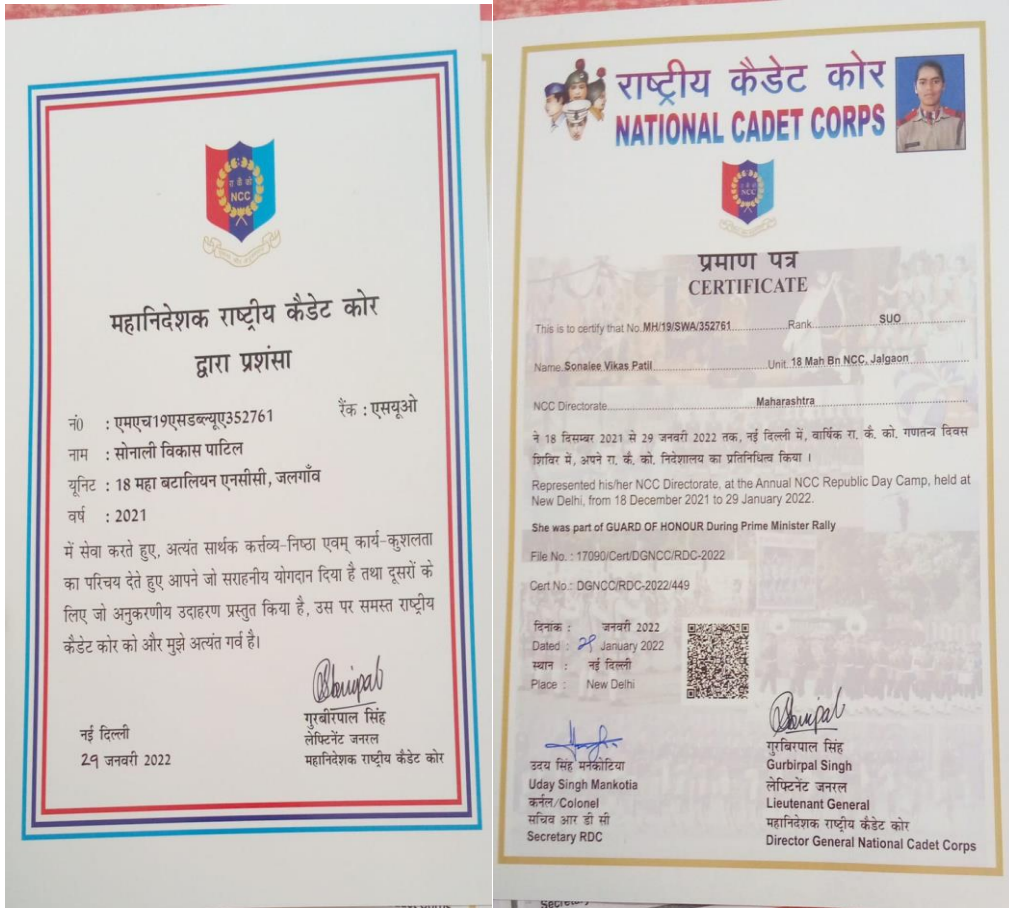 रा के को
NCC
महानिदेशक राष्ट्रीय कैडेट कोर
द्वारा प्रशंसा
नं0 : एमएच19एसडब्ल्यूए352761 रैंक : एसयूओ
नाम : सोनाली विकास पाटिल
यूनिट : 18 महा बटालियन एनसीसी, जलगाँव
वर्ष : 2021
में सेवा करते हुए, अत्यंत सार्थक कर्त्तव्य-निष्ठा एवम् कार्य-कुशलता
का परिचय देते हुए आपने जो सराहनीय योगदान दिया है तथा दूसरों के
लिए जो अनुकरणीय उदाहरण प्रस्तुत किया है, उस पर समस्त राष्ट्रीय
कैडेट कोर को और मुझे अत्यंत गर्व है।
गुरबीरपाल सिंह
नई दिल्ली लेफ्टिनेंट जनरल
29 जनवरी 2022 महानिदेशक राष्ट्रीय कैडेट कोर
राष्ट्रीय कैडेट कोर
NATIONAL CADET CORPS
रा के को
NCC
प्रमाण पत्र
CERTIFICATE
This is to certify that No. MH/19/SWA/352761 Rank SUO
Name Sonalee Vikas Patil Unit 18 Mah Bn NCC, Jalgaon
NCC Directorate Maharashtra
ने 18 दिसम्बर 2021 से 29 जनवरी 2022 तक, नई दिल्ली में, वार्षिक रा. कै. को. गणतन्त्र दिवस
शिविर में, अपने रा. कै. को. निदेशालय का प्रतिनिधित्व किया ।
Represented his/her NCC Directorate, at the Annual NCC Republic Day Camp, held at
New Delhi, from 18 December 2021 to 29 January 2022.
She was part of GUARD OF HONOUR During Prime Minister Rally
File No. : 17090/Cert/DGNCC/RDC-2022
Cert No : DGNCC/RDC-2022/449
दिनांक : जनवरी 2022
Dated : 29 January 2022
स्थान : नई दिल्ली
Place : New Delhi
उदय सिंह मनकोटिया
Uday Singh Mankotia
कर्नल/Colonel
सचिव आर डी सी
Secretary RDC
गुरबिरपाल सिंह
Gurbirpal Singh
लेफ्टिनेंट जनरल
Lieutenant General
महानिदेशक राष्ट्रीय कैडेट कोर
Director General National Cadet Corps